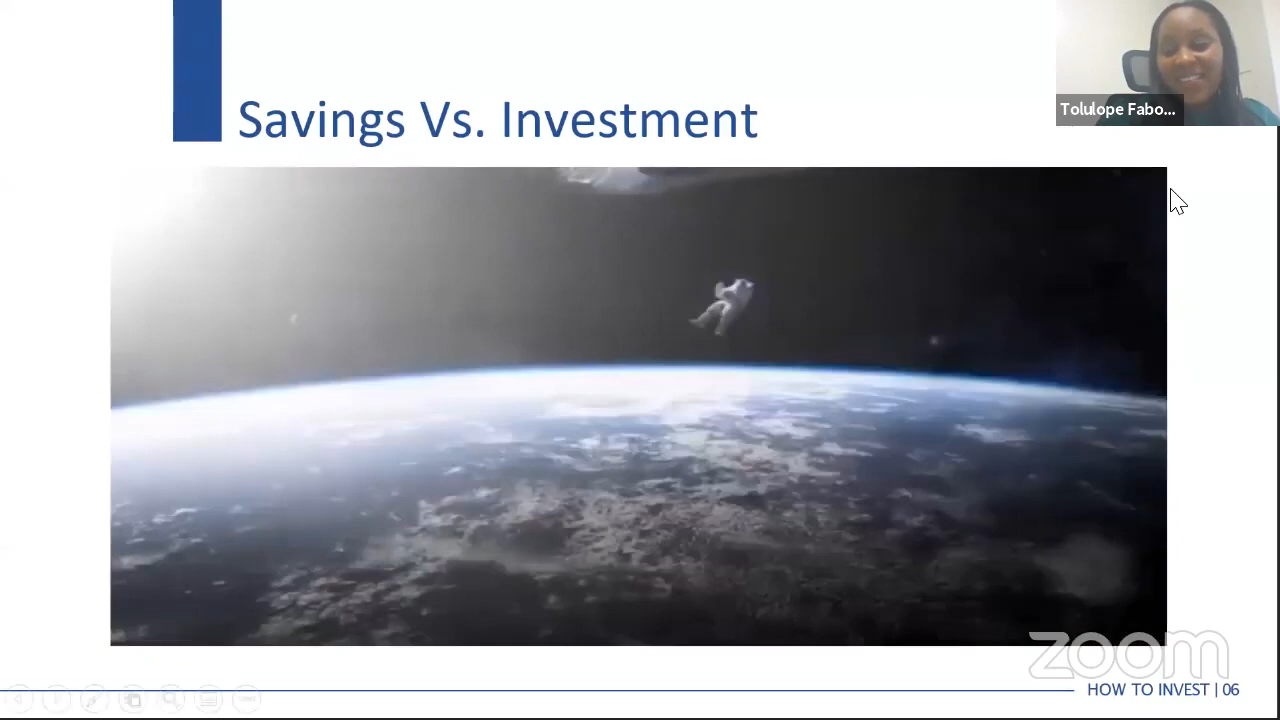 Savings Vs. Investment
Tolulope Fabo...
zoom
HOW TO INVEST | 06